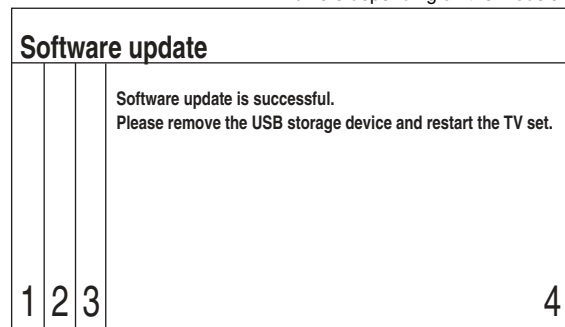 Software update
Software update is successful.
Please remove the USB storage device and restart the TV set.
1 2 3 4